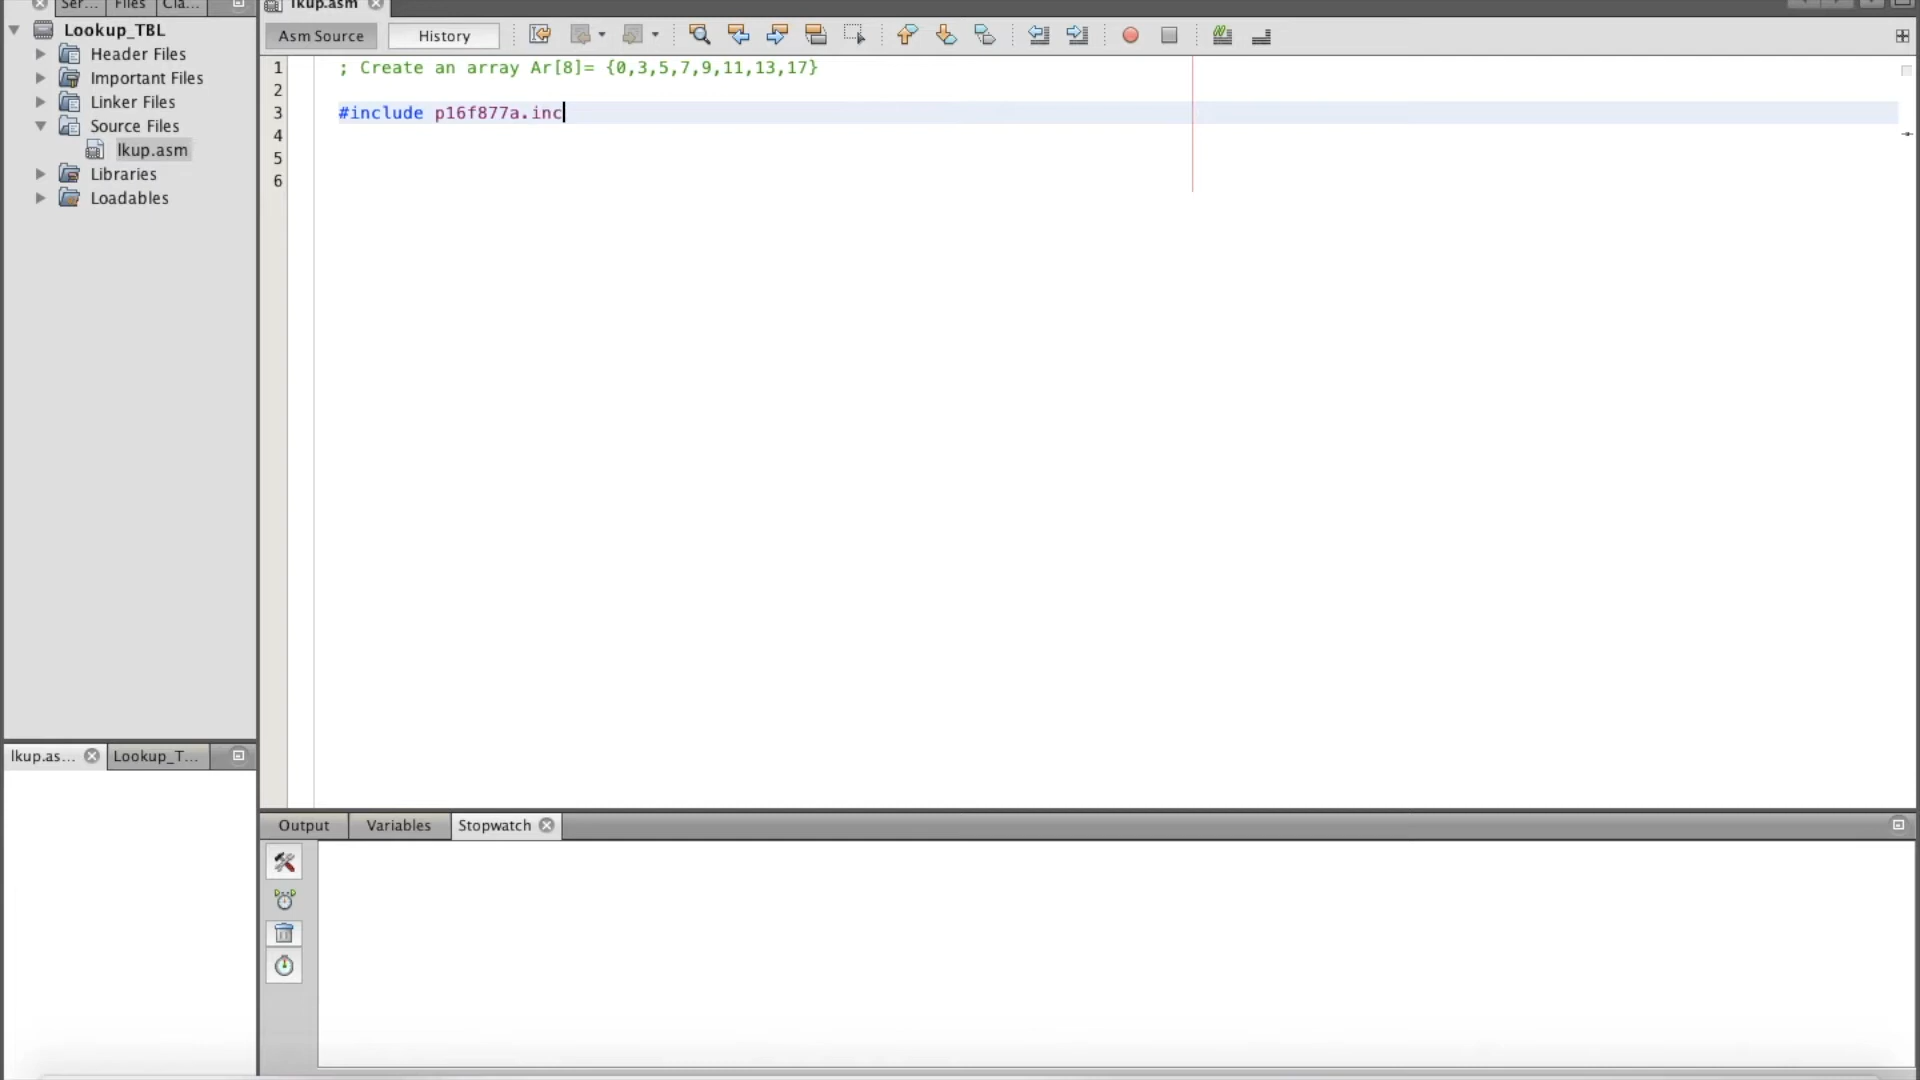 Ser... Files Cla...
lkup.asm
Lookup_TBL
Header Files
Important Files
Linker Files
Source Files
lkup.asm
Libraries
Loadables
Asm Source History
1 ; Create an array Ar[8]= {0,3,5,7,9,11,13,17}
2
3 #include p16f877a.inc
4
5
6
lkup.as... Lookup_T...
Output Variables Stopwatch